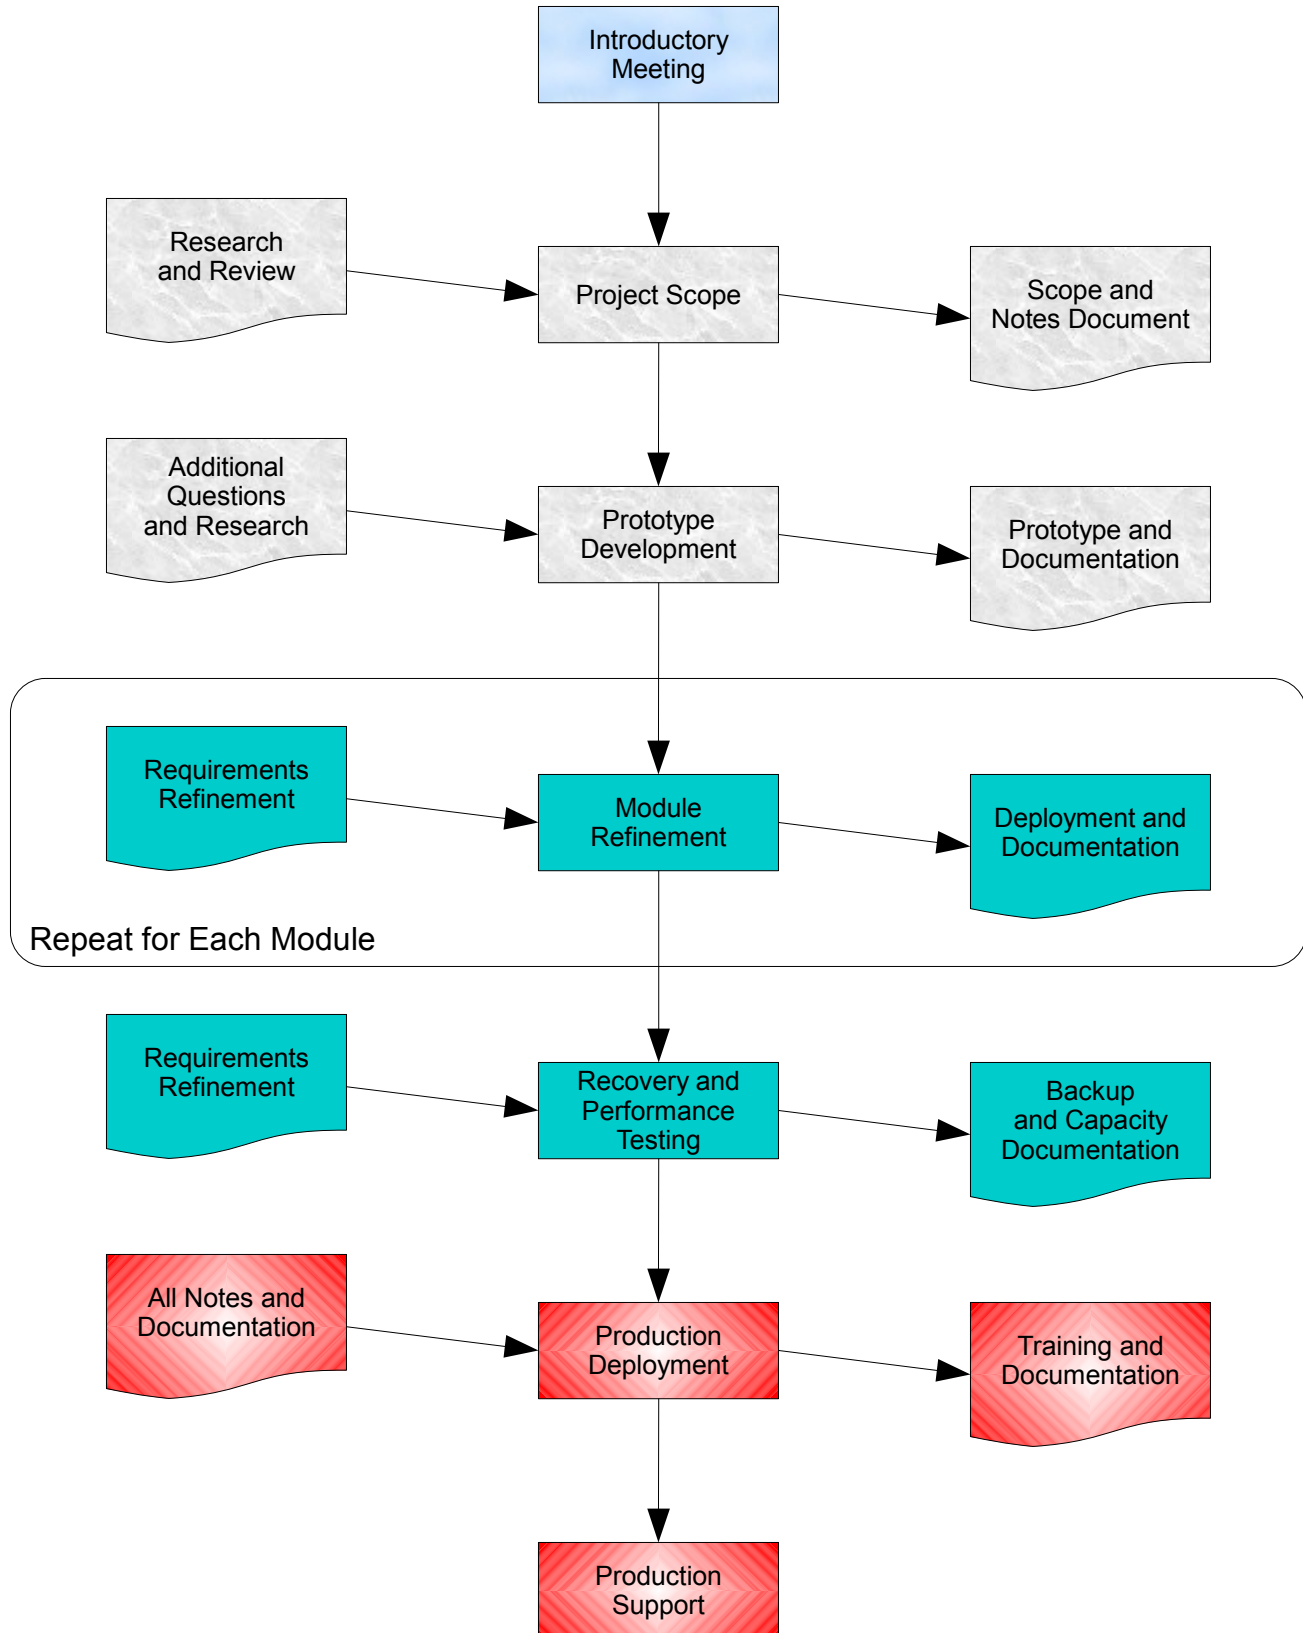 Introductory
Meeting
Research
and Review
Project Scope
Scope and
Notes Document
Additional
Questions
and Research
Prototype
Development
Prototype and
Documentation
Requirements
Refinement
Module
Refinement
Deployment and
Documentation
Repeat for Each Module
Requirements
Refinement
Recovery and
Performance
Testing
Backup
and Capacity
Documentation
All Notes and
Documentation
Production
Deployment
Training and
Documentation
Production
Support